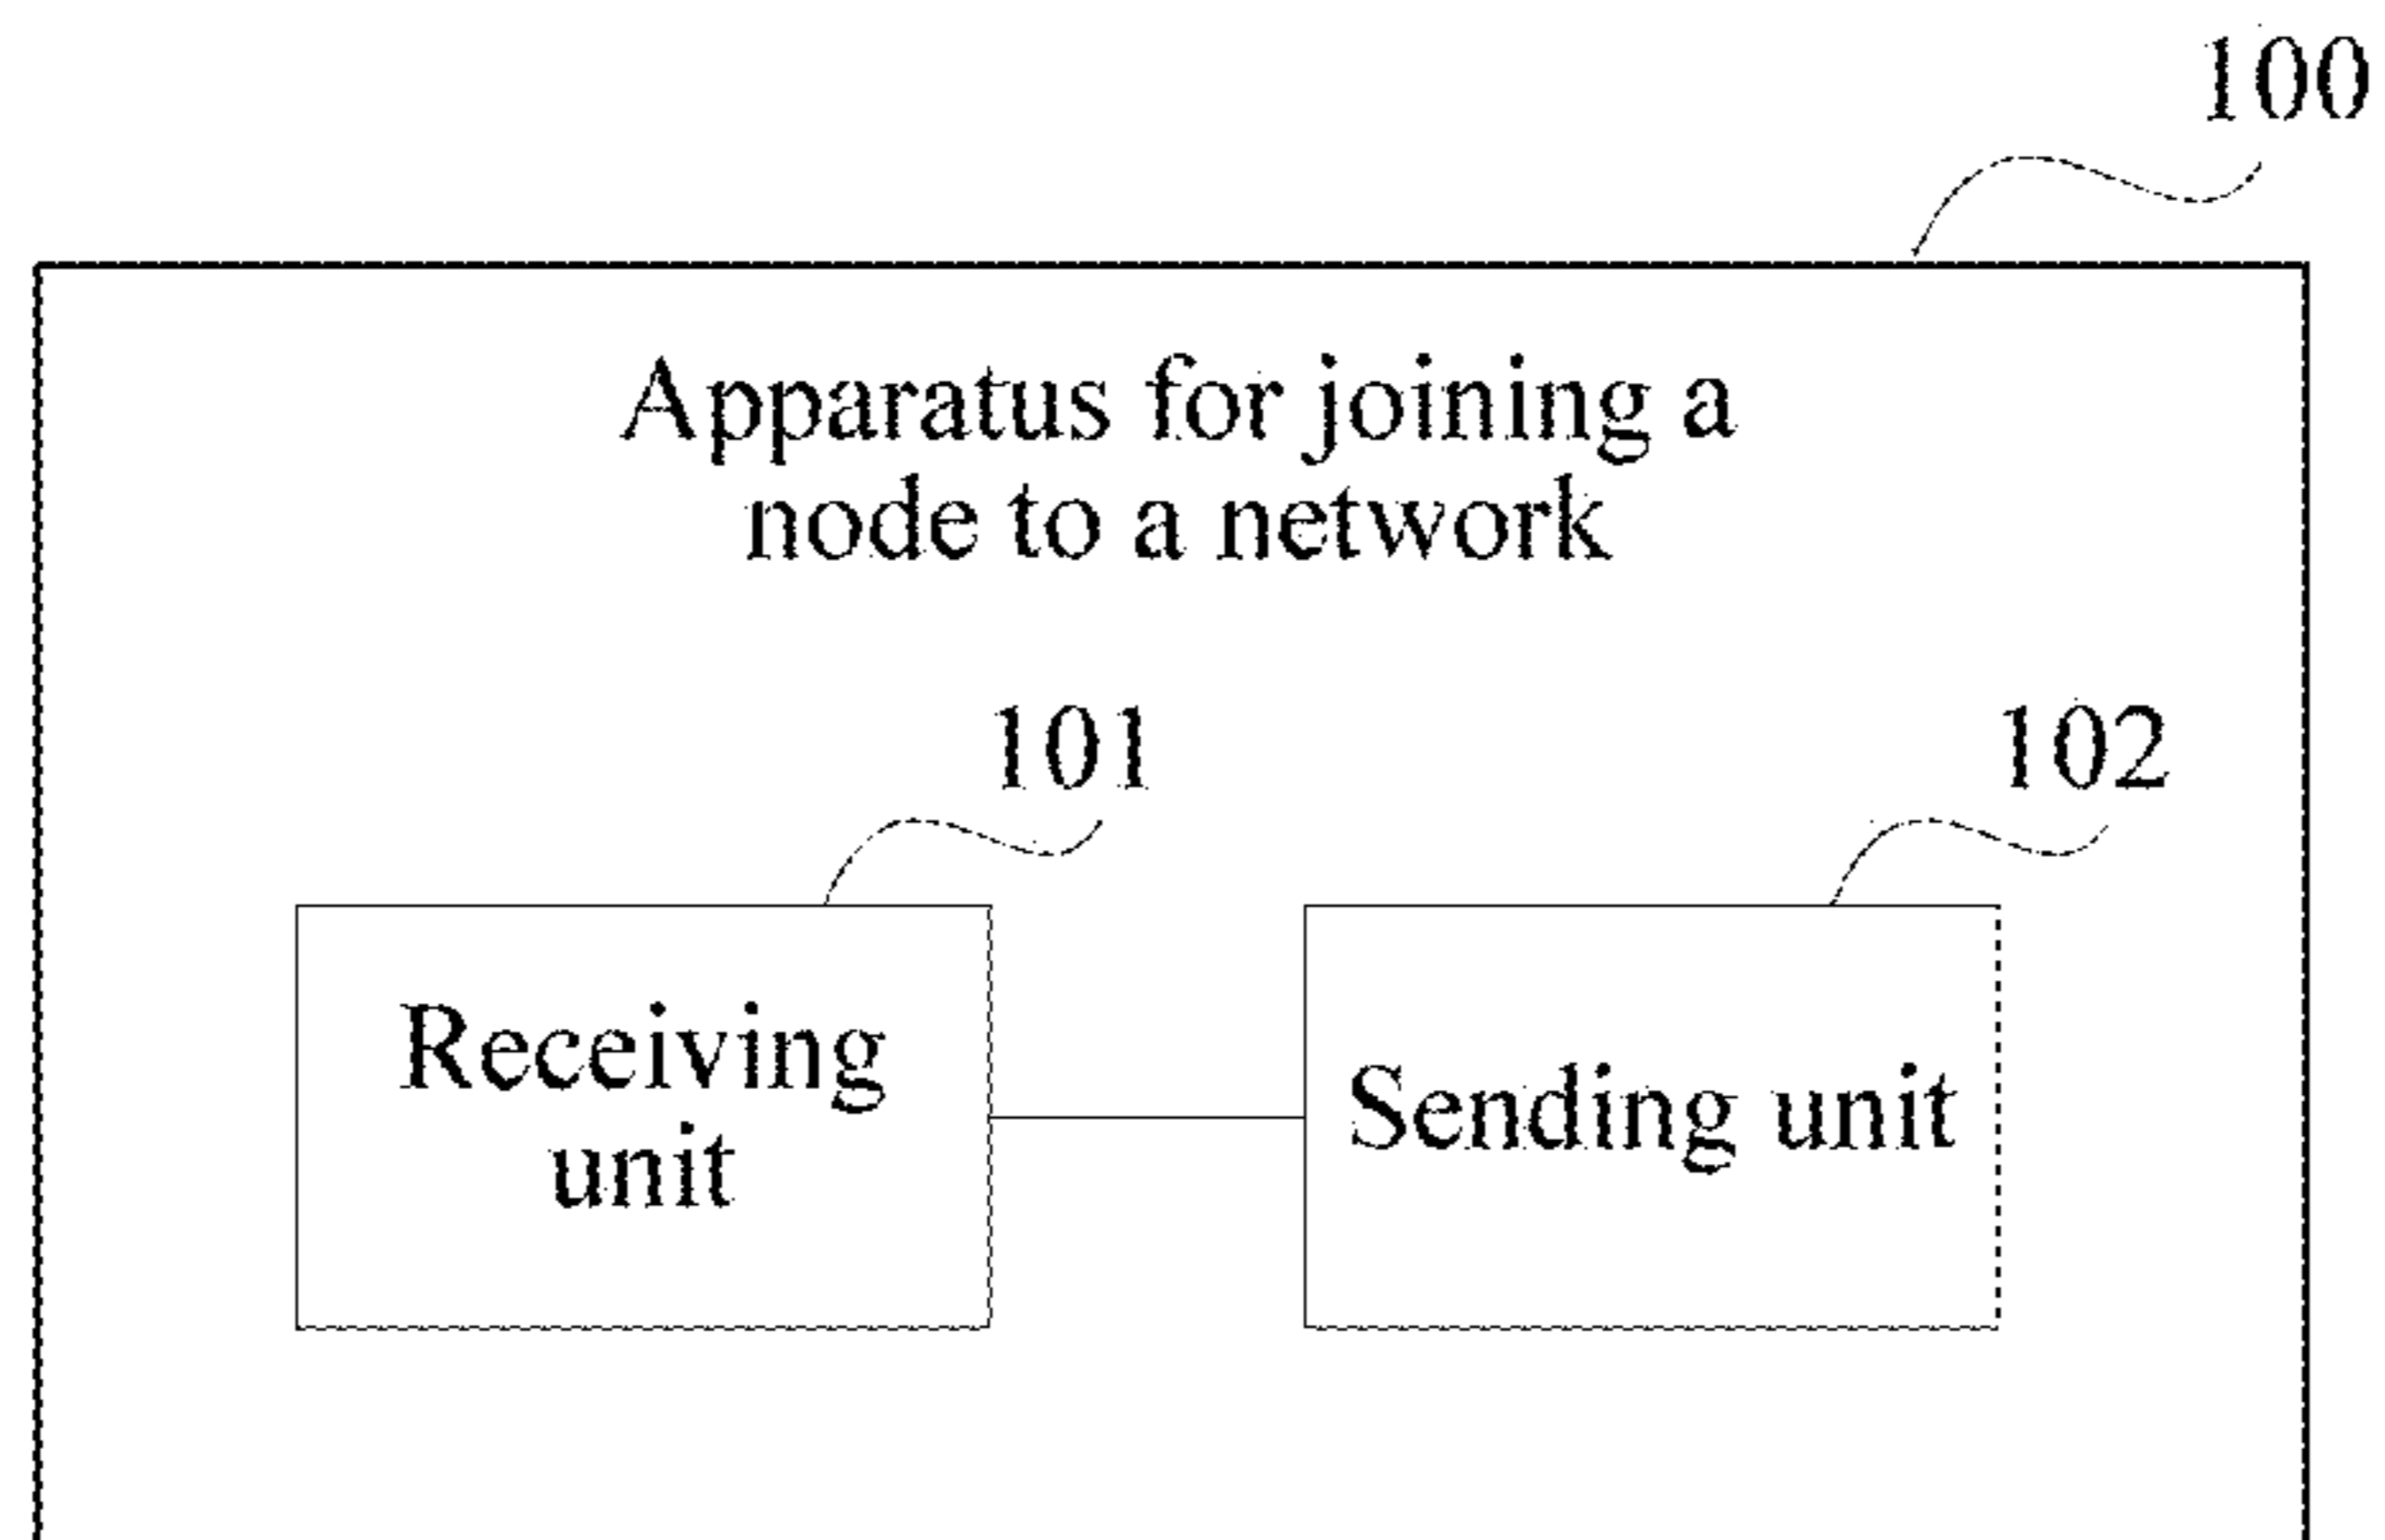 100
Apparatus for joining a
node to a network
101
102
Receiving
unit
Sending unit